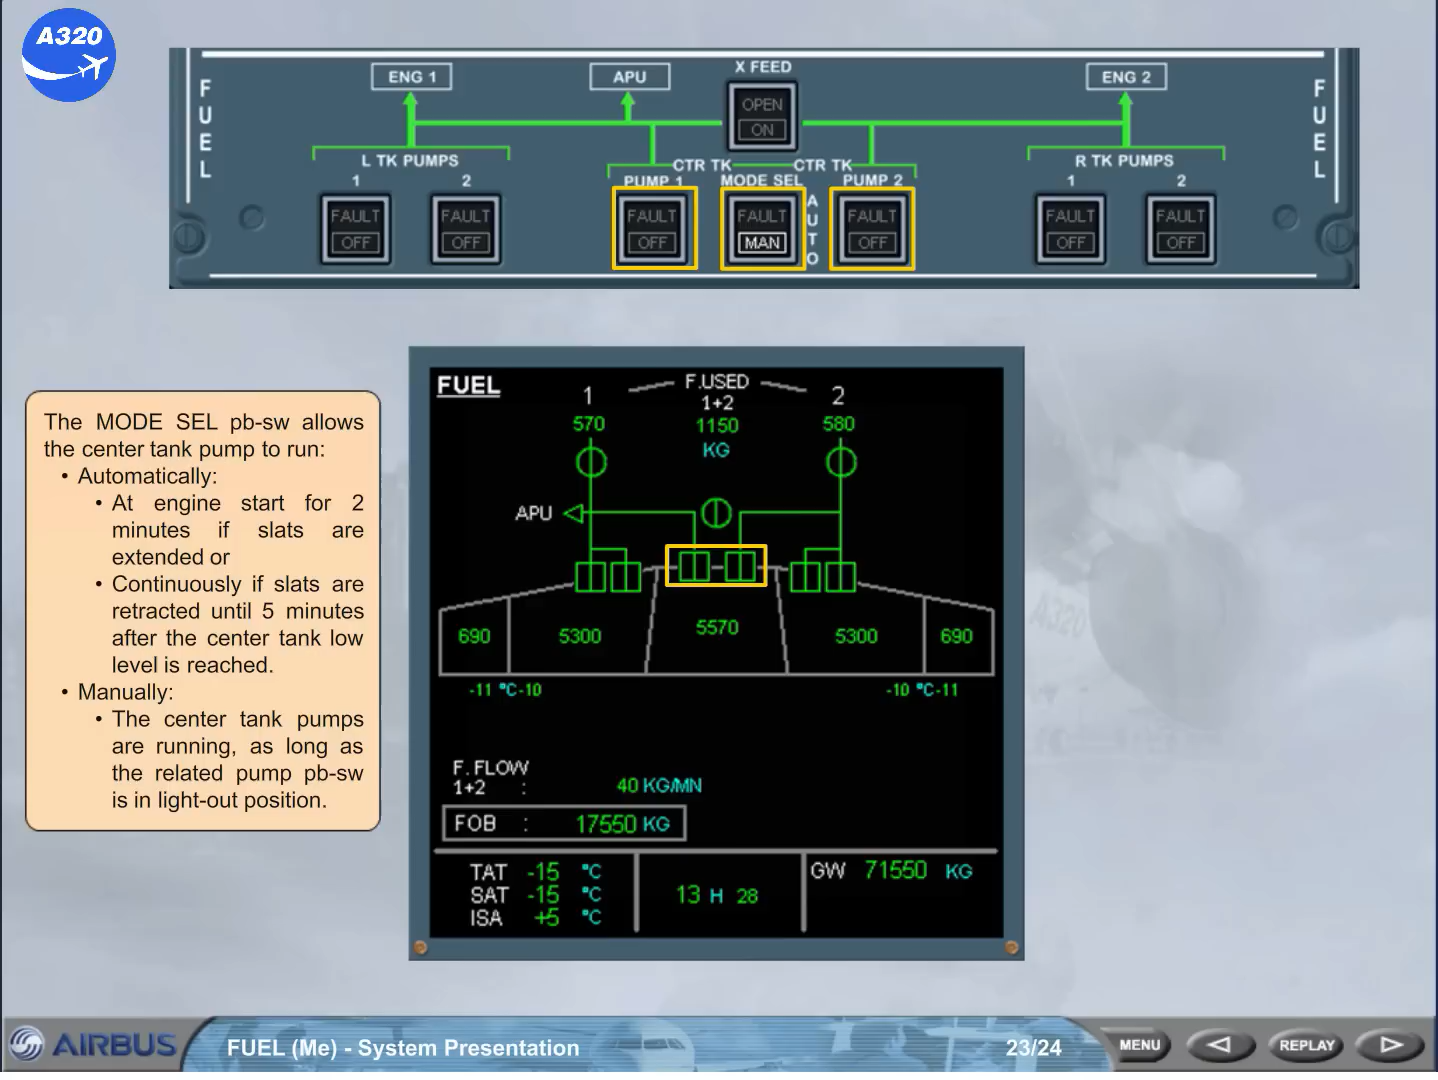 A320
FUEL
ENG 1
APU
X FEED
OPEN
ON
ENG 2
FUEL
L TK PUMPS
1
2
CTR TK
CTR TK
PUMP 1
MODE SEL
PUMP 2
AUTO
R TK PUMPS
1
2
FAULT
OFF
FAULT
OFF
FAULT
OFF
FAULT
MAN
FAULT
OFF
FAULT
OFF
FAULT
OFF
The MODE SEL pb-sw allows
the center tank pump to run:
• Automatically:
• At engine start for 2
minutes if slats are
extended or
• Continuously if slats are
retracted until 5 minutes
after the center tank low
level is reached.
• Manually:
• The center tank pumps
are running, as long as
the related pump pb-sw
is in light-out position.
FUEL
1
F.USED
1+2
2
570
1150
580
KG
APU
690
5300
5570
5300
690
-11 °C -10
-10 °C -11
F. FLOW
1+2 : 40 KG/MN
FOB : 17550 KG
TAT -15 °C
SAT -15 °C
ISA +5 °C
13 H 28
GW 71550 KG
A320
AIRBUS
FUEL (Me) - System Presentation
23/24
MENU
REPLAY